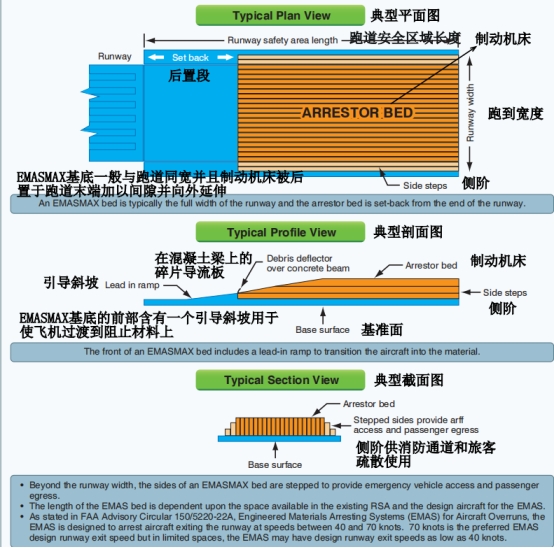 Typical Plan View 典型平面图
Runway safety area length 跑道安全区域长度
制动机床
Runway
Set back
后置段
ARRESTOR BED
Runway width
跑到宽度
EMASMAX基底一般与跑道同宽并且制动机床被后
置于跑道末端加以间隙并向外延伸
Side steps
侧阶
An EMASMAX bed is typically the full width of the runway and the arrestor bed is set-back from the end of the runway.
Typical Profile View 典型剖面图
在混凝土梁上的
碎片导流板
Debris deflector
over concrete beam
Arrestor bed
制动机床
引导斜坡
Lead in ramp
Side steps
侧阶
EMASMAX基底的前部含有一个引导斜坡用于
使飞机过渡到阻止材料上
Base surface
基准面
The front of an EMASMAX bed includes a lead-in ramp to transition the aircraft into the material.
Typical Section View 典型截面图
Arrestor bed
Stepped sides provide arff
access and passenger egress
侧阶供消防通道和旅客
疏散使用
Base surface
• Beyond the runway width, the sides of an EMASMAX bed are stepped to provide emergency vehicle access and passenger
egress.
• The length of the EMAS bed is dependent upon the space available in the existing RSA and the design aircraft for the EMAS.
• As stated in FAA Advisory Circular 150/5220-22A, Engineered Materials Arresting Systems (EMAS) for Aircraft Overruns, the
EMAS is designed to arrest aircraft exiting the runway at speeds between 40 and 70 knots. 70 knots is the preferred EMAS
design runway exit speed but in limited spaces, the EMAS may have design runway exit speeds as low as 40 knots.